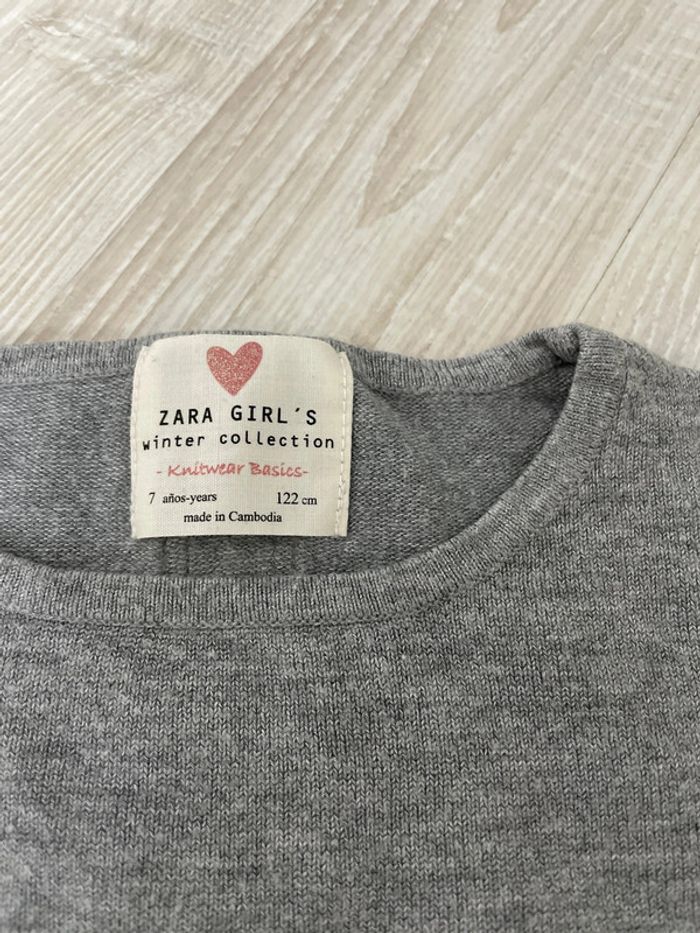 ZARA GIRL´S
winter collection
- Knitwear Basics-
7 años-years 122 cm
made in Cambodia